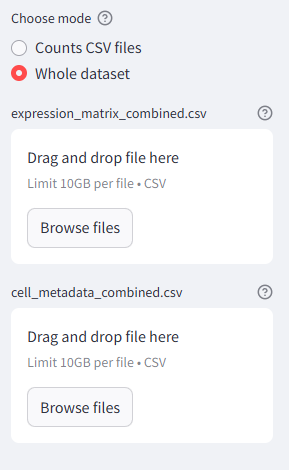 Choose mode
Counts CSV files
Whole dataset
expression_matrix_combined.csv
Drag and drop file here
Limit 10GB per file • CSV
Browse files
cell_metadata_combined.csv
Drag and drop file here
Limit 10GB per file • CSV
Browse files